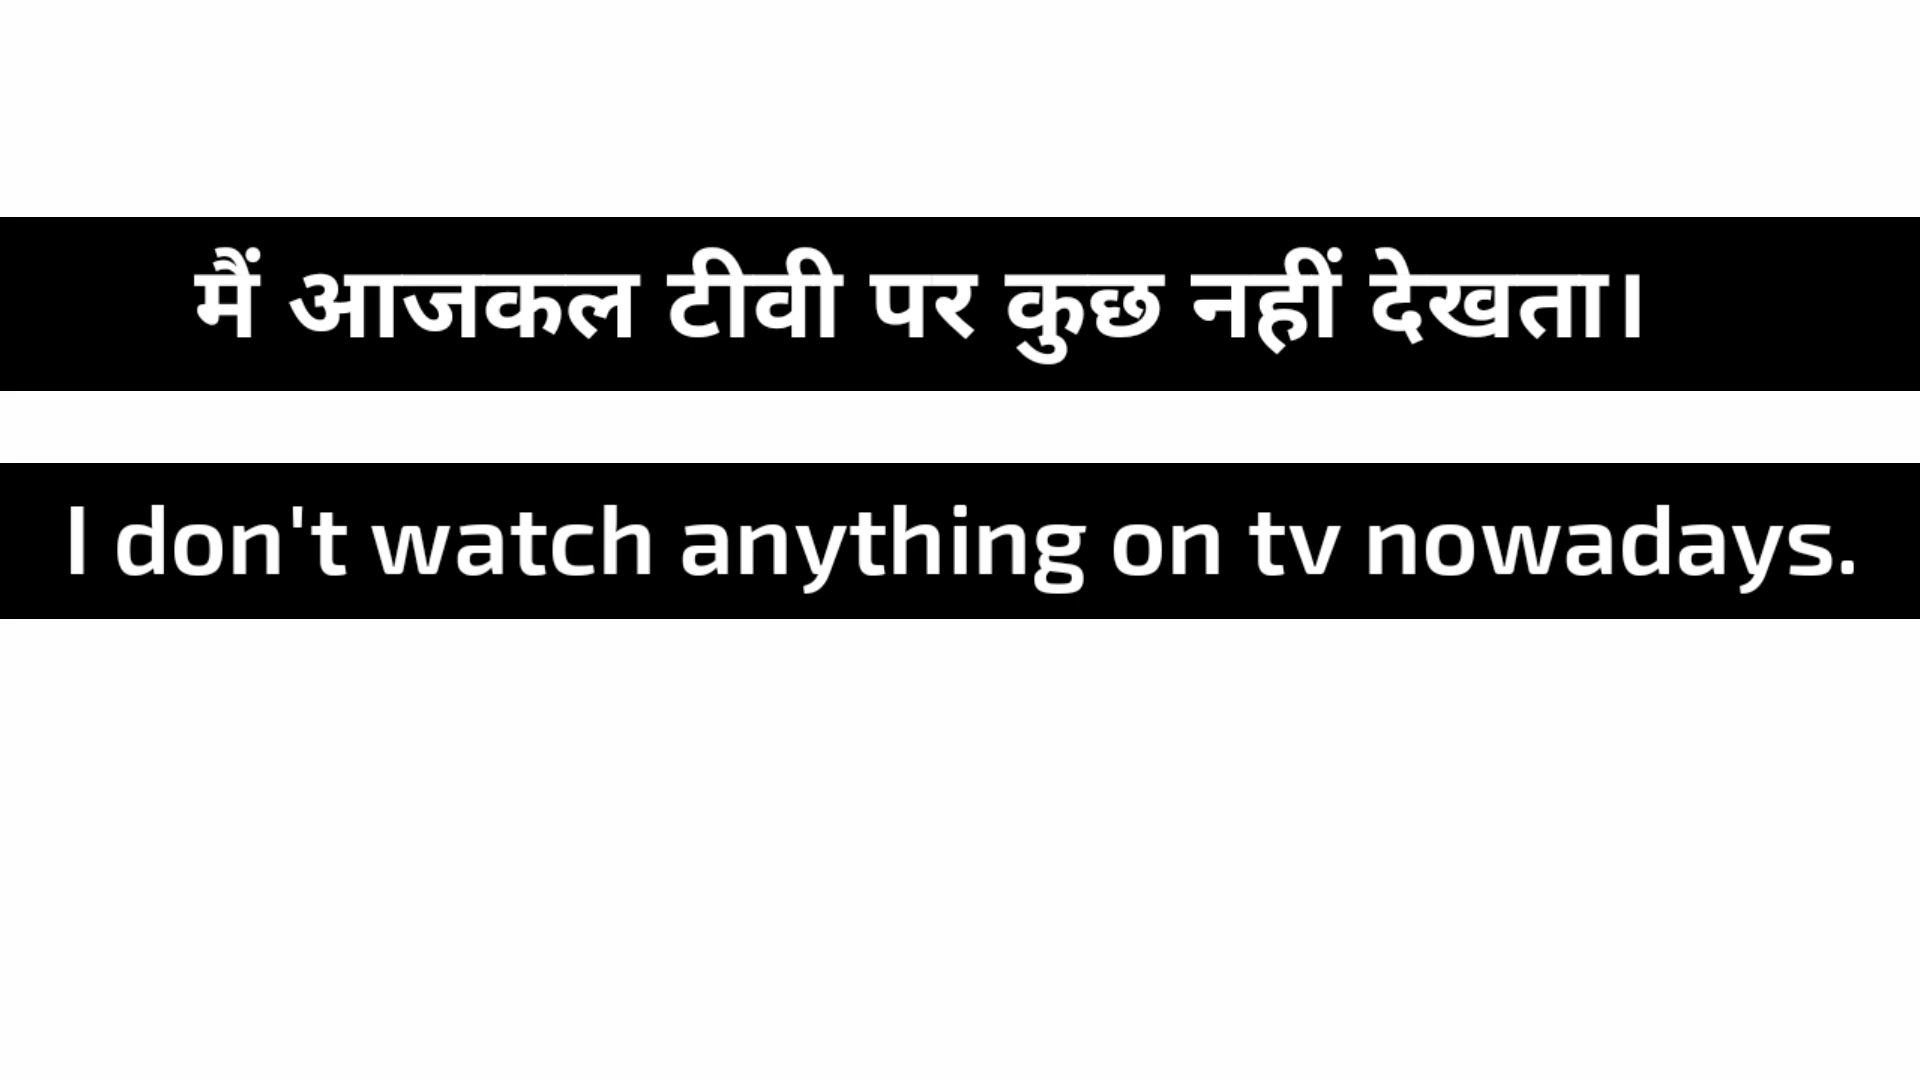 मैं आजकल टीवी पर कुछ नहीं देखता।
I don't watch anything on tv nowadays.